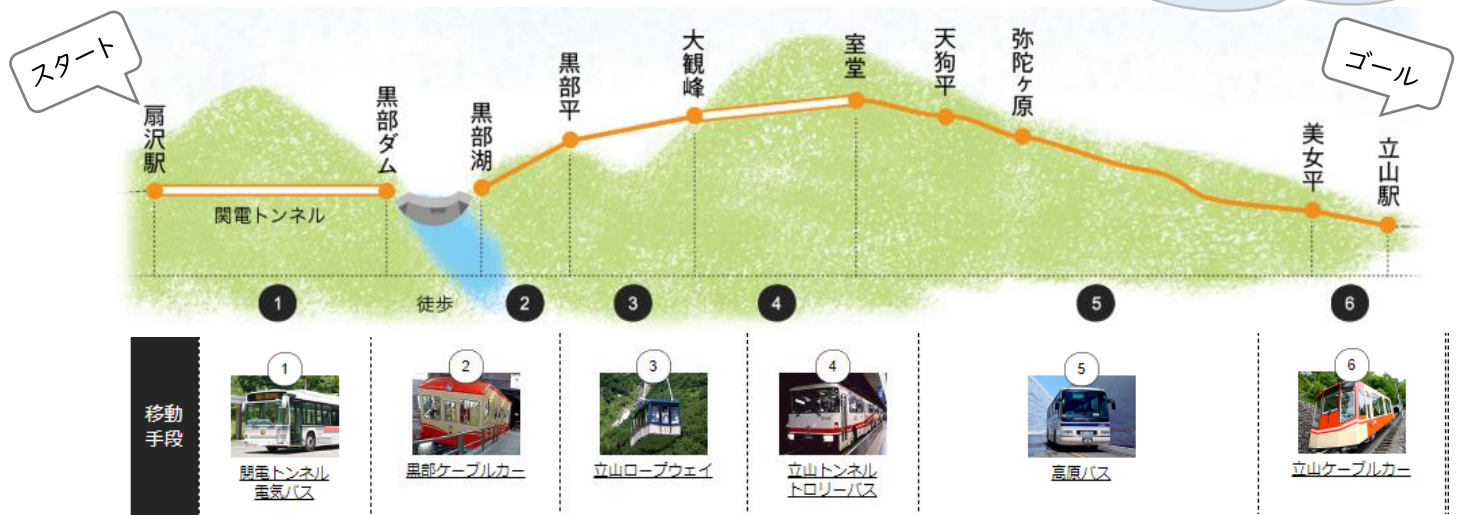 スタート
ゴール
扇沢駅
黒部ダム
黒部湖
黒部平
大観峰
室堂
天狗平
弥陀ヶ原
美女平
立山駅
関電トンネル
1
徒歩
2
3
4
5
6
移動
手段
1
関電トンネル
電気バス
2
黒部ケーブルカー
3
立山ロープウェイ
4
立山トンネル
トロリーバス
5
高原バス
6
立山ケーブルカー